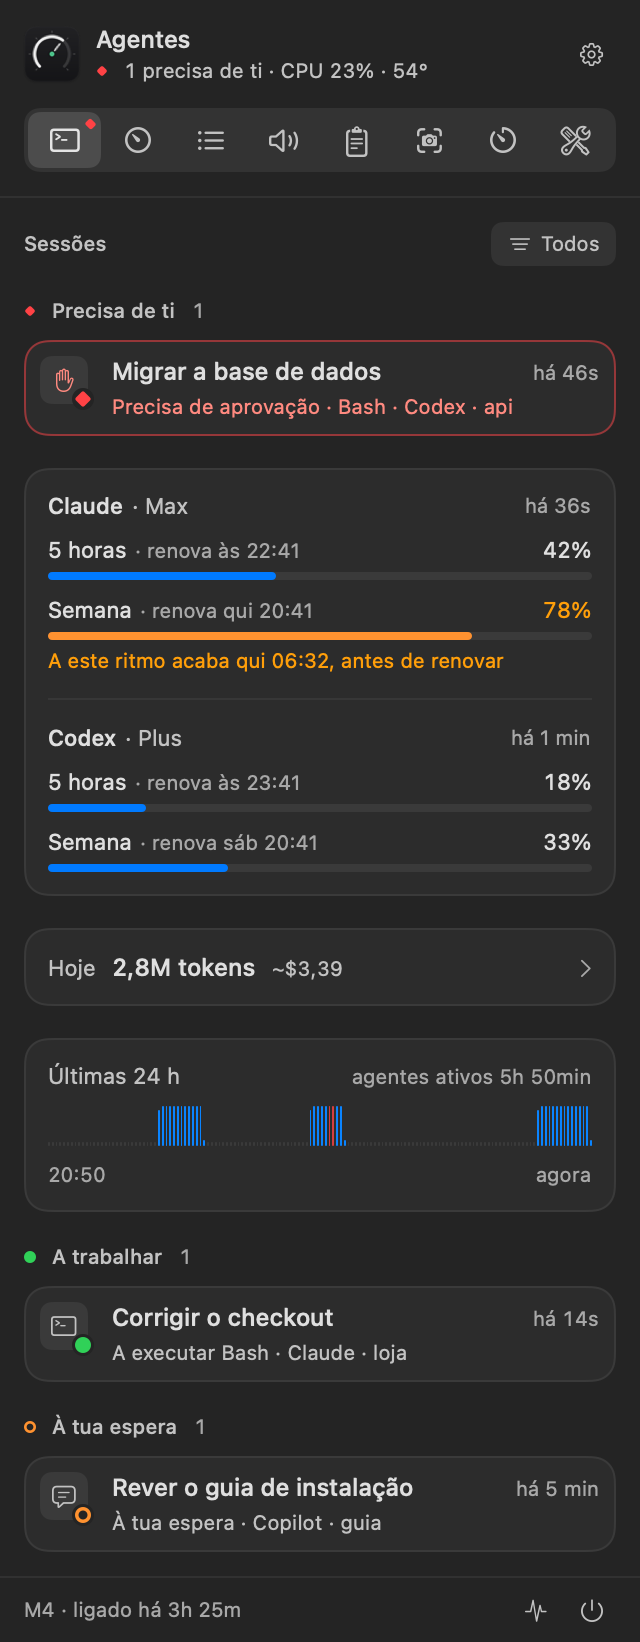 Agentes
1 precisa de ti · CPU 23% · 54°
Sessões
Todos
Precisa de ti 1
Migrar a base de dados
há 46s
Precisa de aprovação · Bash · Codex · api
Claude · Max
há 36s
5 horas · renova às 22:41
42%
Semana · renova qui 20:41
78%
A este ritmo acaba qui 06:32, antes de renovar
Codex · Plus
há 1 min
5 horas · renova às 23:41
18%
Semana · renova sáb 20:41
33%
Hoje 2,8M tokens ~$3,39
Últimas 24 h
agentes ativos 5h 50min
20:50
agora
A trabalhar 1
Corrigir o checkout
há 14s
A executar Bash · Claude · loja
À tua espera 1
Rever o guia de instalação
há 5 min
À tua espera · Copilot · guia
M4 · ligado há 3h 25m